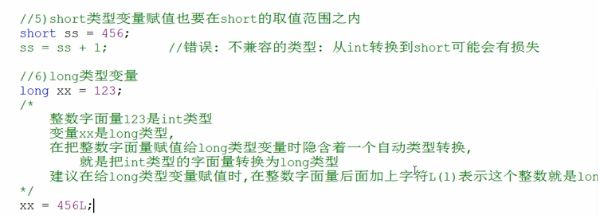 //5)short类型变量赋值也要在short的取值范围之内
short ss = 456;
ss = ss + 1; //错误: 不兼容的类型: 从int转换到short可能会有损失
//6)long类型变量
long xx = 123;
/*
整数字面量123是int类型
变量xx是long类型,
在把整数字面量赋值给long类型变量时隐含着一个自动类型转换,
就是把int类型的字面量转换为long类型
建议在给long类型变量赋值时,在整数字面量后面加上字符L(l)表示这个整数就是lon
*/
xx = 456L;